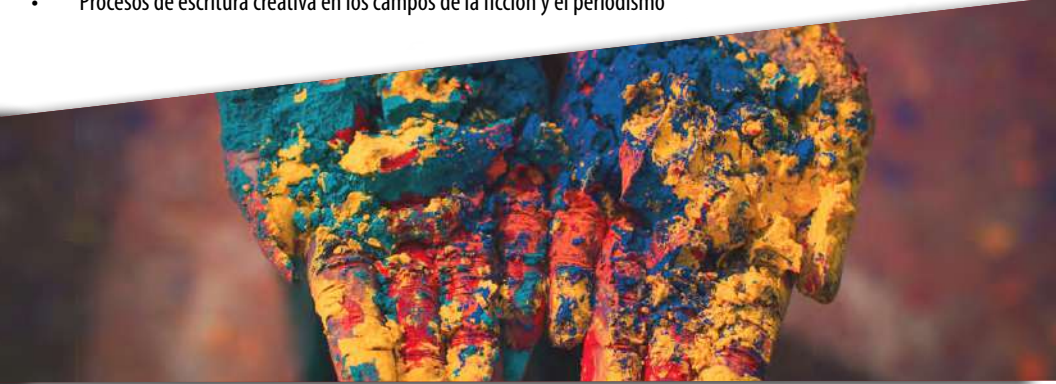 • Procesos de escritura creativa en los campos de la ficción y el periodismo